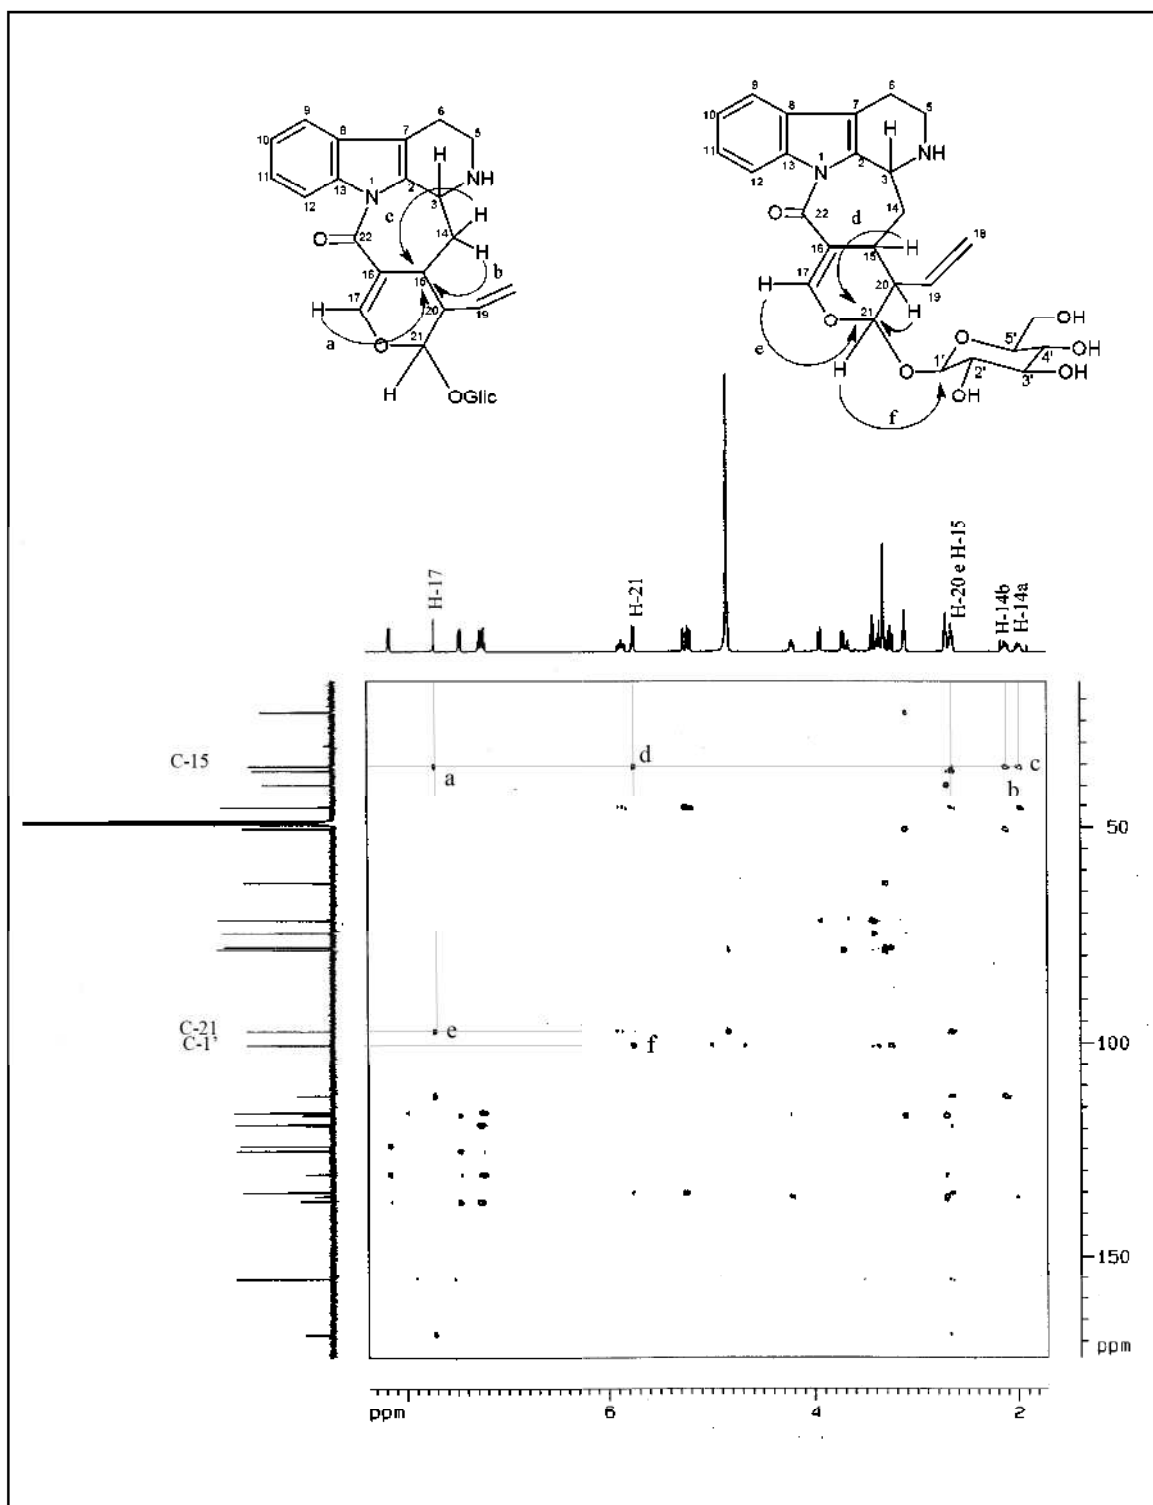 9
10
11
12
13
8
7
6
5
H
NH
N
1
2
3
c
H
14
H
b
O
22
16
16
17
H
a
O
20
19
21
H
OGlic
9
10
11
12
13
8
7
6
5
H
NH
N
1
2
3
14
O
22
d
18
16
15
H
17
H
20
19
H
O
21
e
H
O
f
OH
5'
O
4'
OH
1'
2'
3'
OH
OH
H-17
H-21
H-20 e H-15
H-14b
H-14a
C-15
a
d
b
c
50
C-21
C-1'
e
f
100
150
ppm
ppm
6
4
2